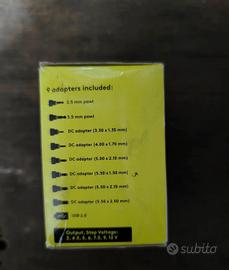 9 adapters included:
2.5 mm pawl
3.5 mm pawl
DC adapter (3.50 x 1.35 mm)
DC adapter (4.00 x 1.70 mm)
DC adapter (5.00 x 2.10 mm)
DC adapter (5.50 x 1.50 mm)
DC adapter (5.50 x 2.10 mm)
DC adapter (5.50 x 2.50 mm)
USB 2.0
Output, Step Voltage:
3, 4.5, 5, 6, 7.5, 9, 12 V
subito